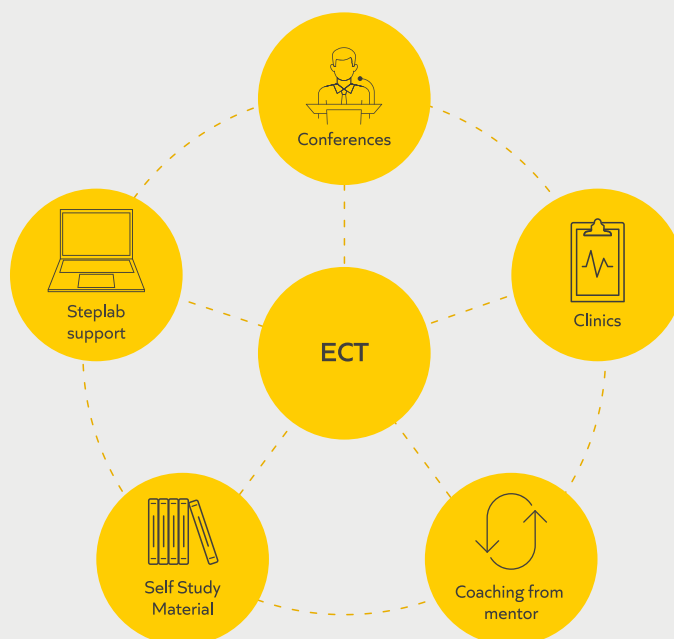 Conferences
Steplab
support
Clinics
ECT
Self Study
Material
Coaching from
mentor